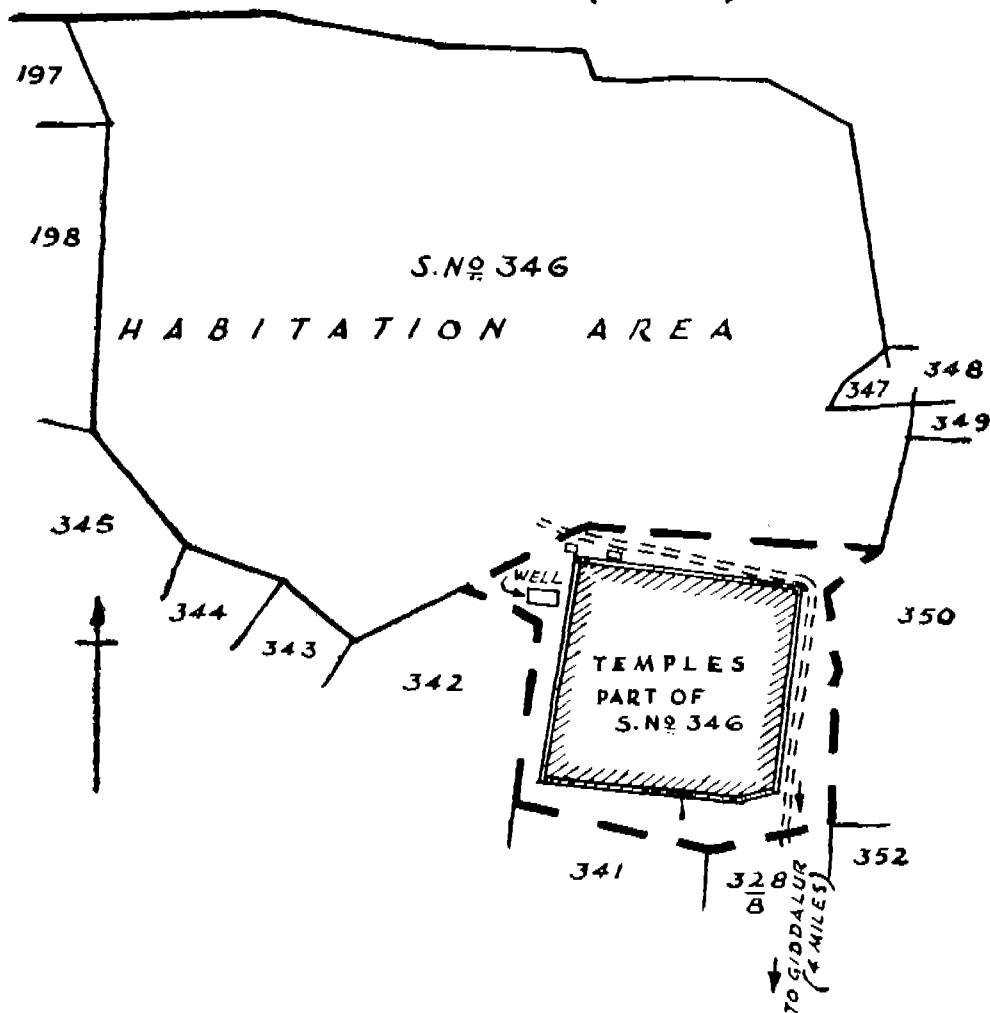 197
198
S.Nº 346
HABITATION AREA
347
348
349
345
344
343
342
WELL
350
TEMPLES
PART OF
S.Nº 346
341
328
8
352
TO GIDDALUR
(4 MILES)